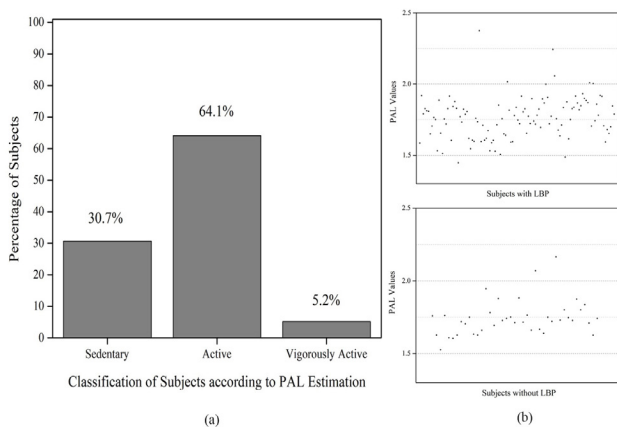 100
90
80
70
60
50
40
30
20
10
0
Percentage of Subjects
30.7%
64.1%
5.2%
Sedentary Active Vigorously Active
Classification of Subjects according to PAL Estimation
(a)
2.5
2.0
1.5
PAL Values
Subjects with LBP
2.5
2.0
1.5
PAL Values
Subjects without LBP
(b)